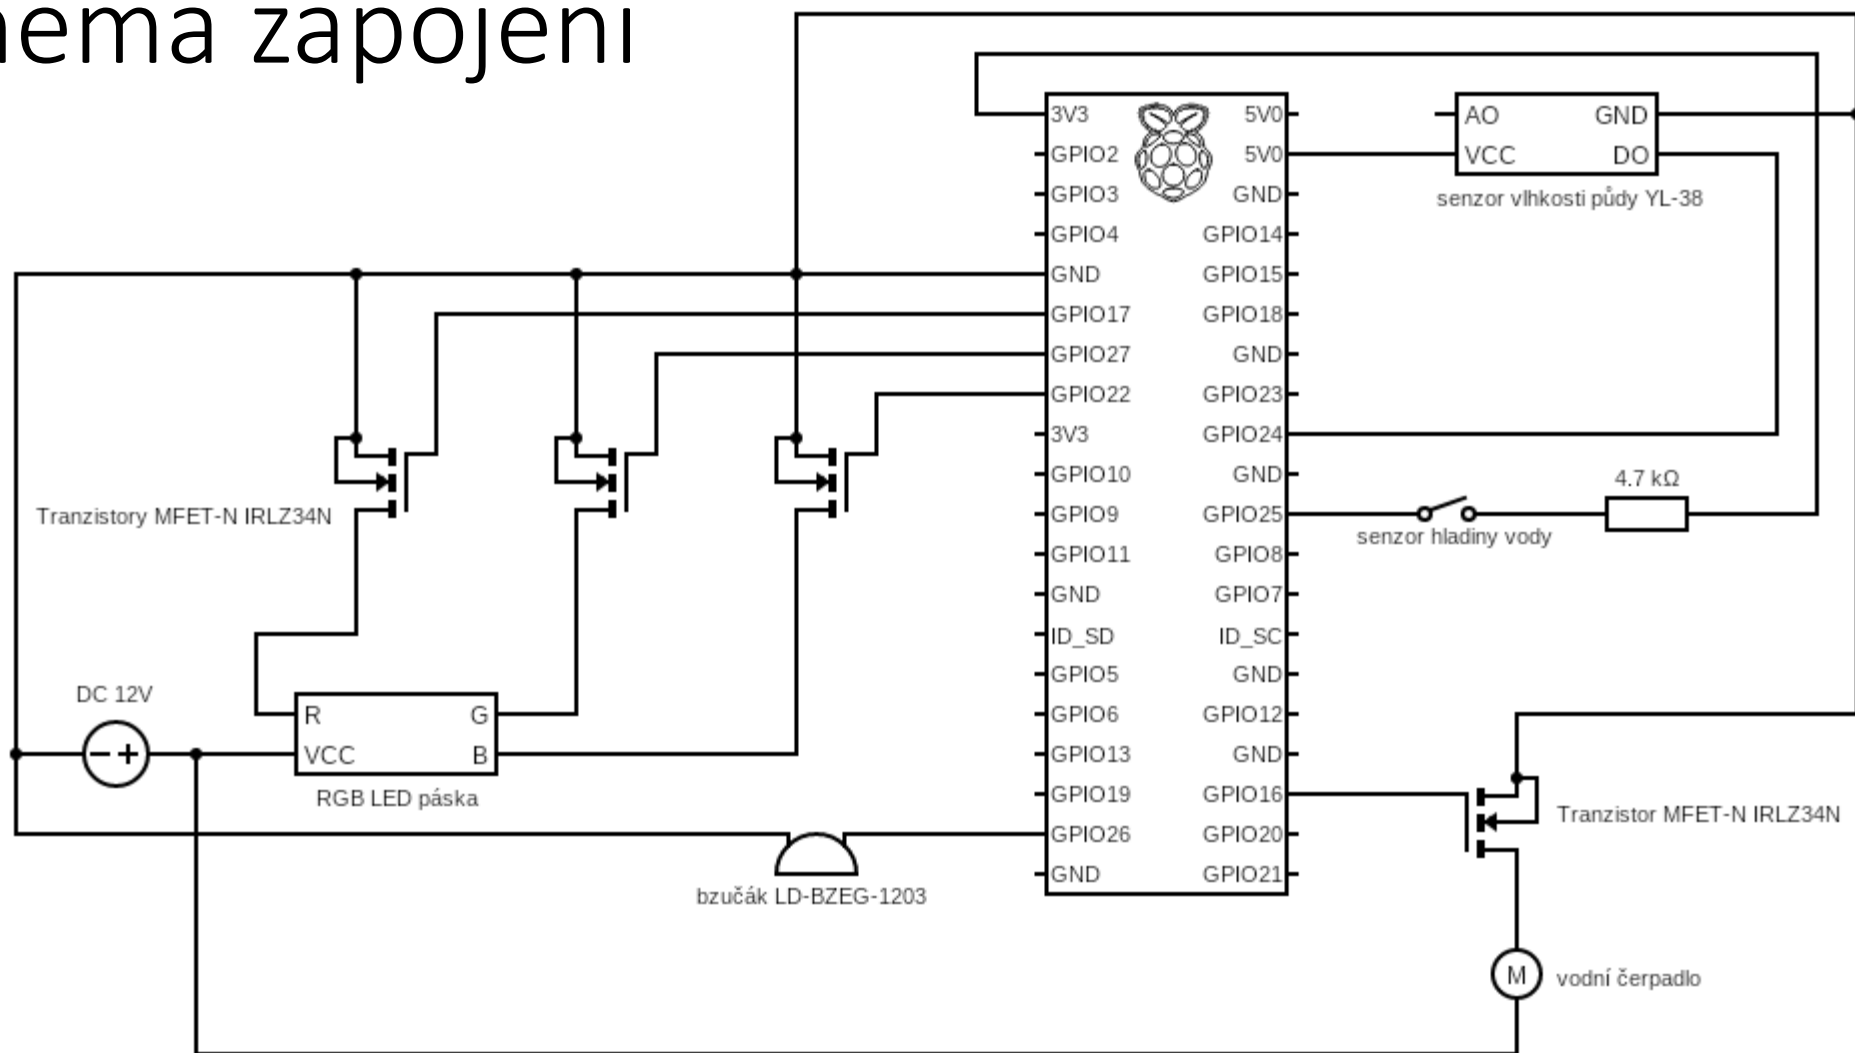 zapojení
3V3
GPIO2
GPIO3
GPIO4
GND
GPIO17
GPIO27
GPIO22
3V3
GPIO10
GPIO9
GPIO11
GND
ID_SD
GPIO5
GPIO6
GPIO13
GPIO19
GPIO26
GND
5V0
5V0
GND
GPIO14
GPIO15
GPIO18
GND
GPIO23
GPIO24
GND
GPIO25
GPIO8
GPIO7
ID_SC
GND
GPIO12
GND
GPIO16
GPIO20
GPIO21
AO GND
VCC DO
senzor vlhkosti půdy YL-38
4.7 kΩ
senzor hladiny vody
Tranzistory MFET-N IRLZ34N
DC 12V
− +
R G
VCC B
RGB LED páska
bzučák LD-BZEG-1203
Tranzistor MFET-N IRLZ34N
M
vodní čerpadlo